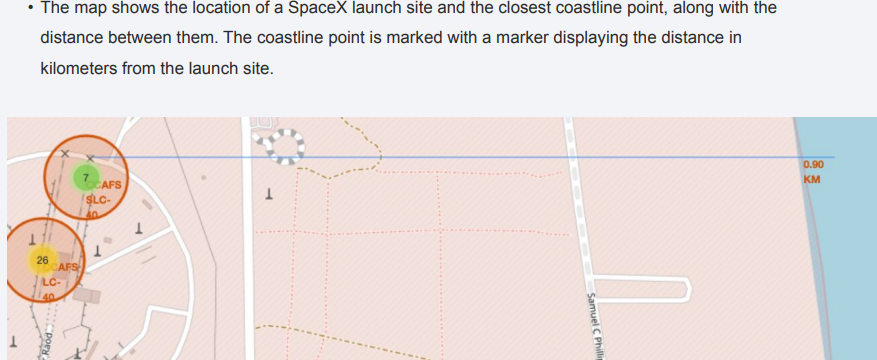 • The map shows the location of a SpaceX launch site and the closest coastline point, along with the
distance between them. The coastline point is marked with a marker displaying the distance in
kilometers from the launch site.
0.90
KM
7
CCAFS
SLC-
40
26
CCAFS
LC-
40
Samuel C Philli
Raod